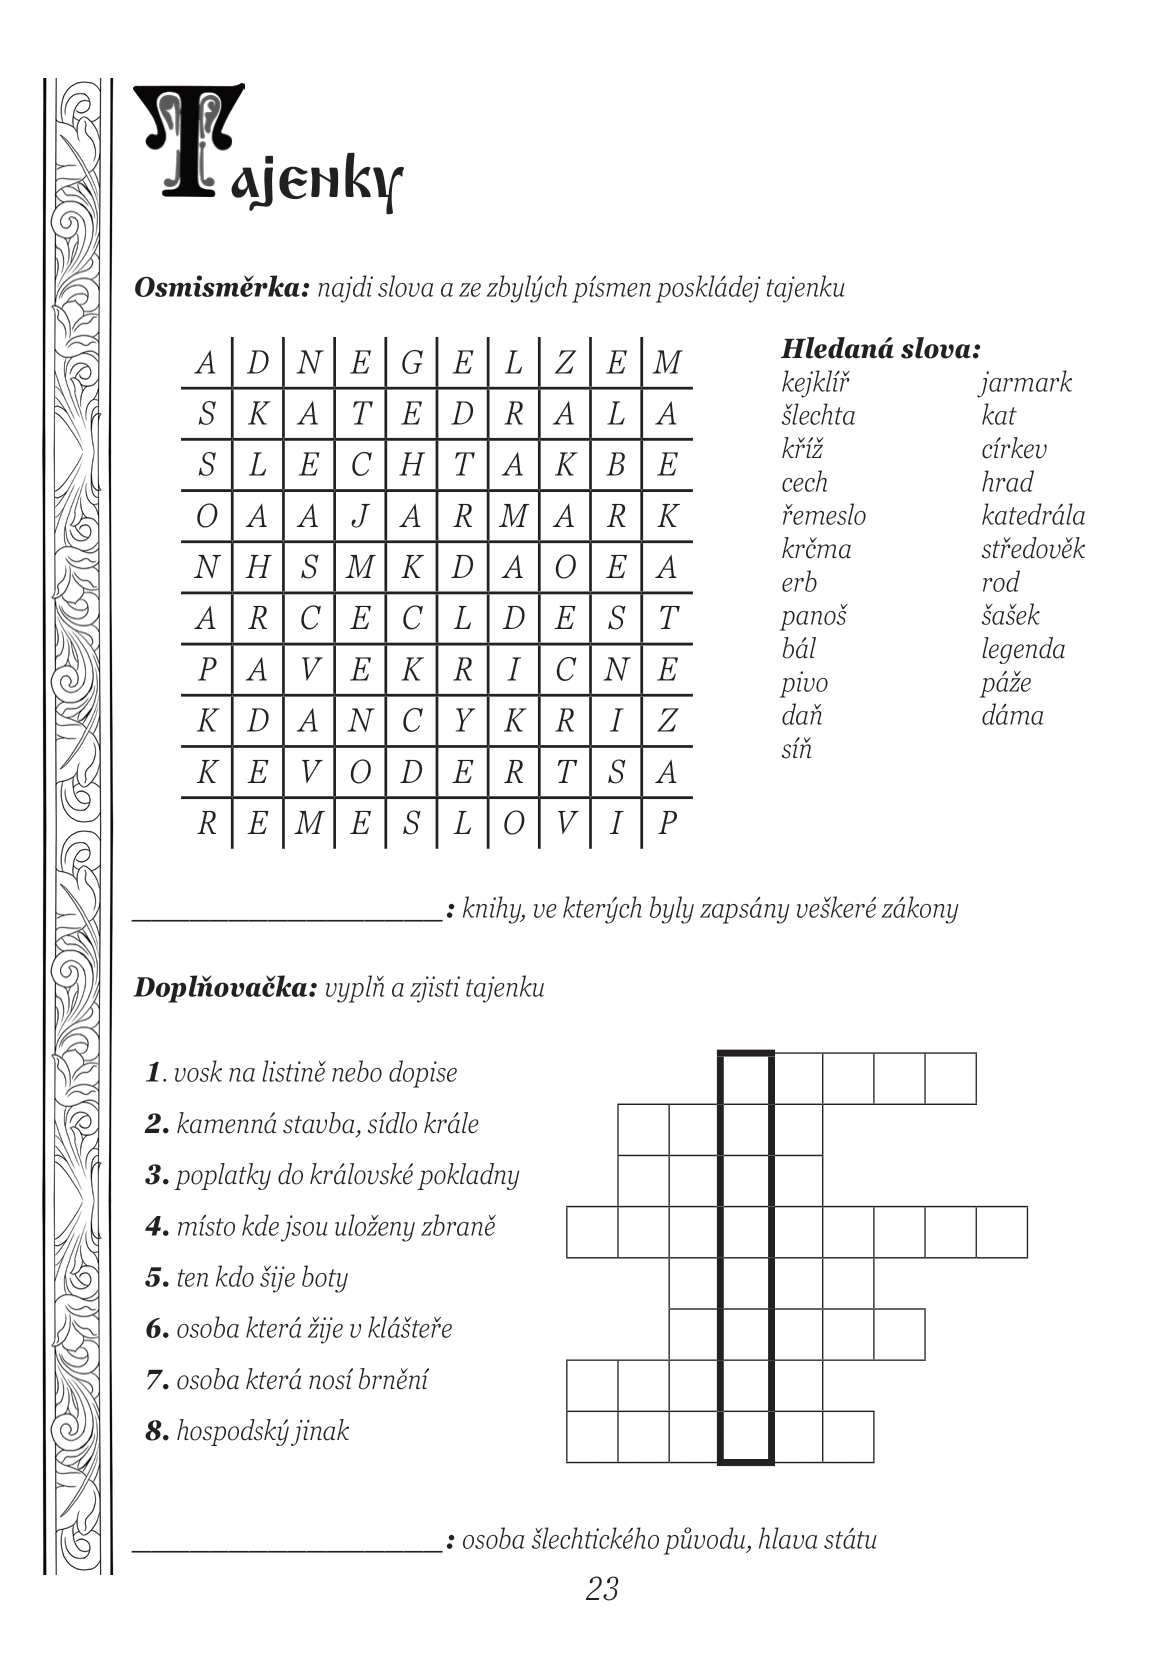 Tajenky
Osmisměrka: najdi slova a ze zbylých písmen poskládej tajenku
A D N E G E L Z E M
S K A T E D R A L A
S L E C H T A K B E
O A A J A R M A R K
N H S M K D A O E A
A R C E C L D E S T
P A V E K R I C N E
K D A N C Y K R I Z
K E V O D E R T S A
R E M E S L O V I P
Hledaná slova:
kejklíř jarmark
šlechta kat
kříž církev
cech hrad
řemeslo katedrála
krčma středověk
erb rod
panoš šašek
bál legenda
pivo páže
daň dáma
síň
____________________: knihy, ve kterých byly zapsány veškeré zákony
Doplňovačka: vyplň a zjisti tajenku
1. vosk na listině nebo dopise
2. kamenná stavba, sídlo krále
3. poplatky do královské pokladny
4. místo kde jsou uloženy zbraně
5. ten kdo šije boty
6. osoba která žije v klášteře
7. osoba která nosí brnění
8. hospodský jinak
____________________: osoba šlechtického původu, hlava státu
23